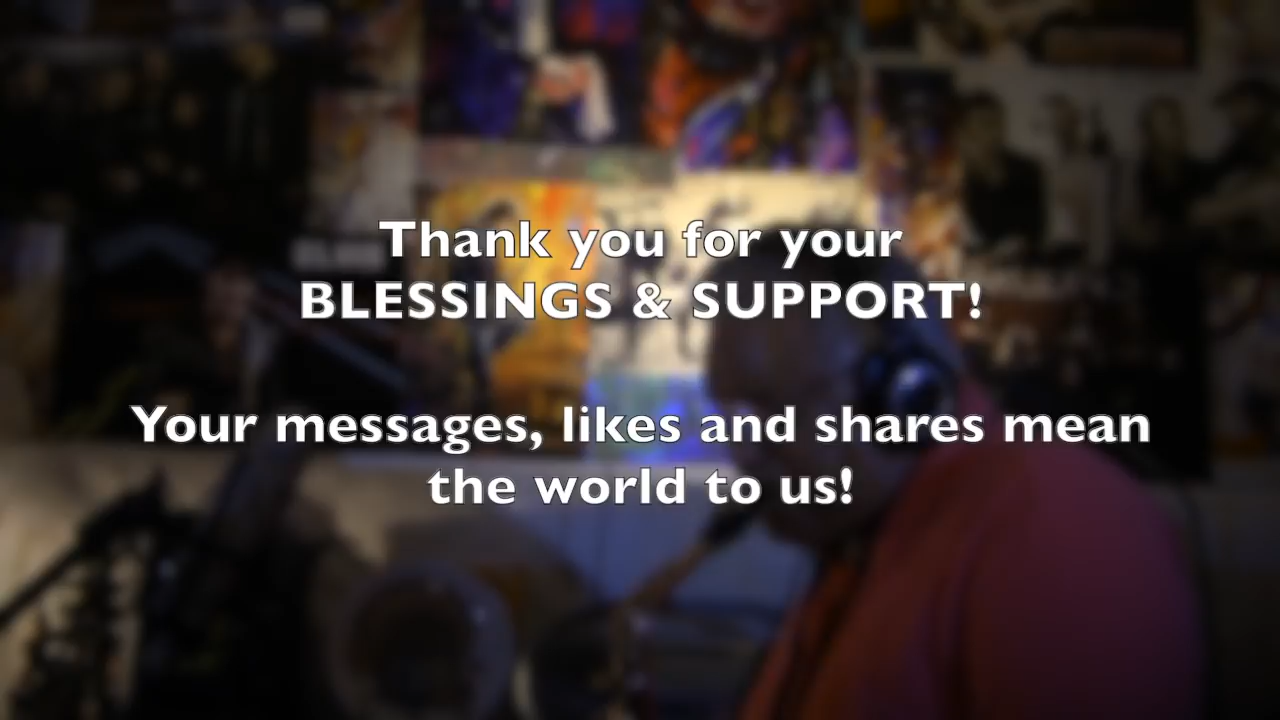 Thank you for your
BLESSINGS & SUPPORT!
Your messages, likes and shares mean
the world to us!